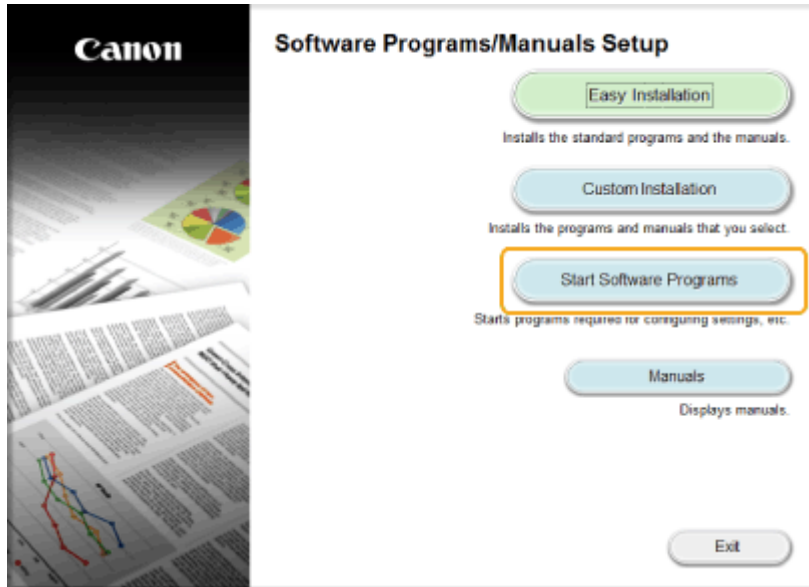 Canon
Software Programs/Manuals Setup
Easy Installation
Installs the standard programs and the manuals.
Custom Installation
Installs the programs and manuals that you select.
Start Software Programs
Starts programs required for configuring settings, etc.
Manuals
Displays manuals.
Exit